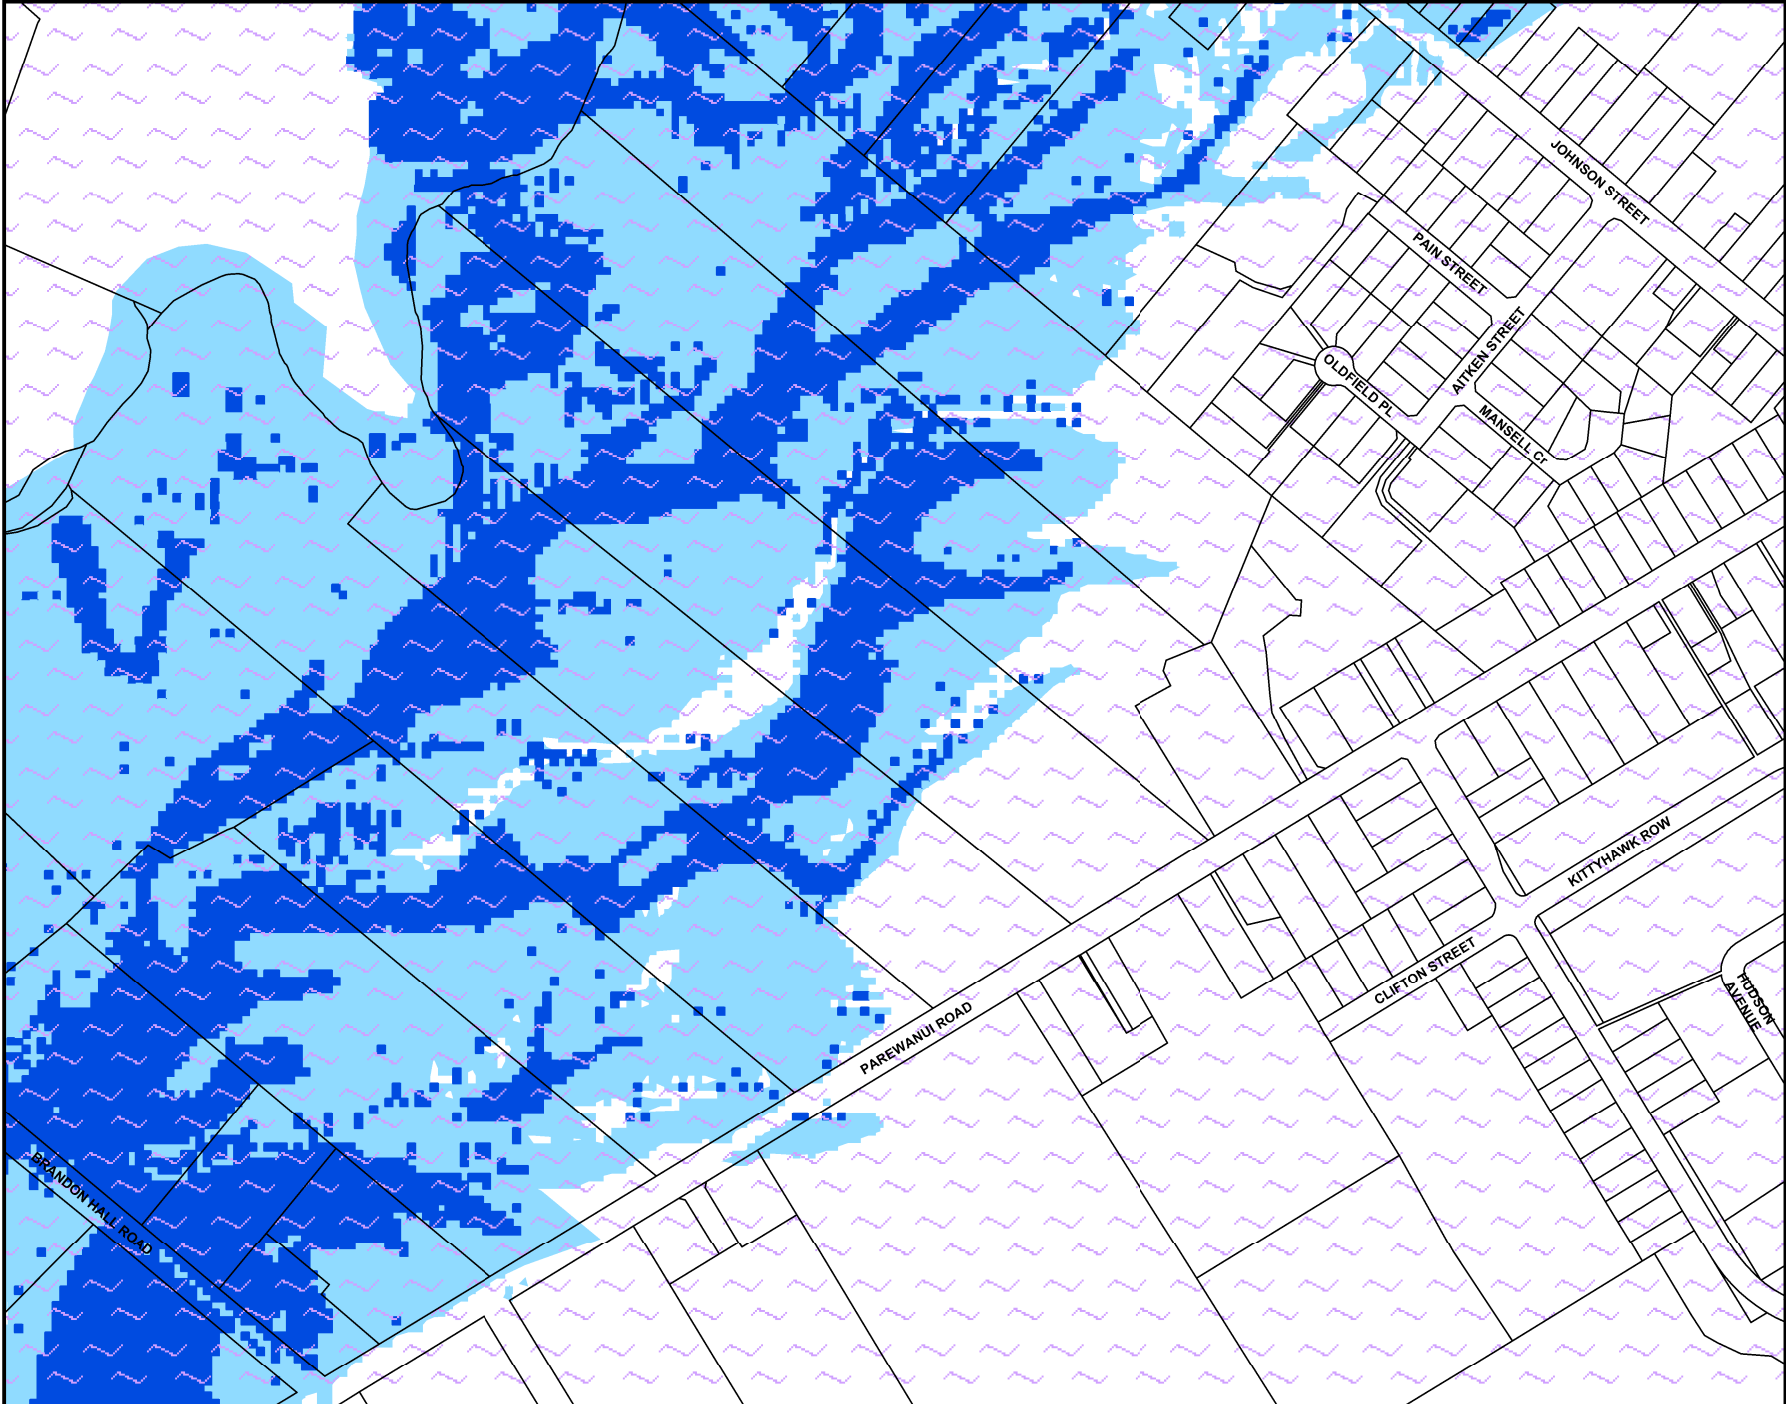 JOHNSON STREET
PAIN STREET
AITKEN STREET
OLDFIELD PL
MANSELL Cr
KITTYHAWK ROW
CLIFTON STREET
HUDSON
AVENUE
PAREWANUI ROAD
BRANDON HALL ROAD